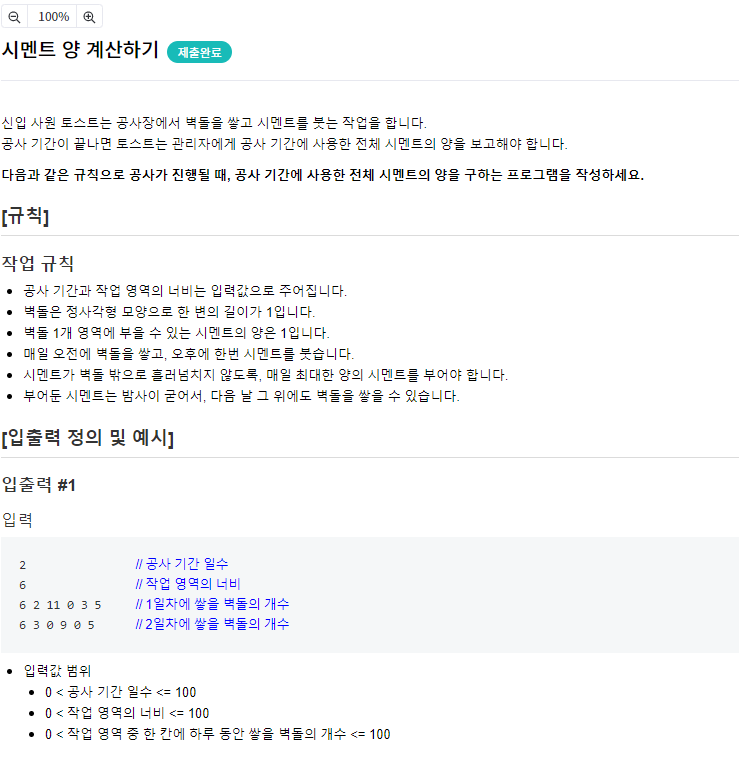 100%
시멘트 양 계산하기 제출완료
신입 사원 토스트는 공사장에서 벽돌을 쌓고 시멘트를 붓는 작업을 합니다.
공사 기간이 끝나면 토스트는 관리자에게 공사 기간에 사용한 전체 시멘트의 양을 보고해야 합니다.
다음과 같은 규칙으로 공사가 진행될 때, 공사 기간에 사용한 전체 시멘트의 양을 구하는 프로그램을 작성하세요.
[규칙]
작업 규칙
• 공사 기간과 작업 영역의 너비는 입력값으로 주어집니다.
• 벽돌은 정사각형 모양으로 한 변의 길이가 1입니다.
• 벽돌 1개 영역에 부을 수 있는 시멘트의 양은 1입니다.
• 매일 오전에 벽돌을 쌓고, 오후에 한번 시멘트를 붓습니다.
• 시멘트가 벽돌 밖으로 흘러넘치지 않도록, 매일 최대한 양의 시멘트를 부어야 합니다.
• 부어둔 시멘트는 밤사이 굳어서, 다음 날 그 위에도 벽돌을 쌓을 수 있습니다.
[입출력 정의 및 예시]
입출력 #1
입력
2 // 공사 기간 일수
6 // 작업 영역의 너비
6 2 11 0 3 5 // 1일차에 쌓을 벽돌의 개수
6 3 0 9 0 5 // 2일차에 쌓을 벽돌의 개수
• 입력값 범위
• 0 < 공사 기간 일수 <= 100
• 0 < 작업 영역의 너비 <= 100
• 0 < 작업 영역 중 한 칸에 하루 동안 쌓을 벽돌의 개수 <= 100